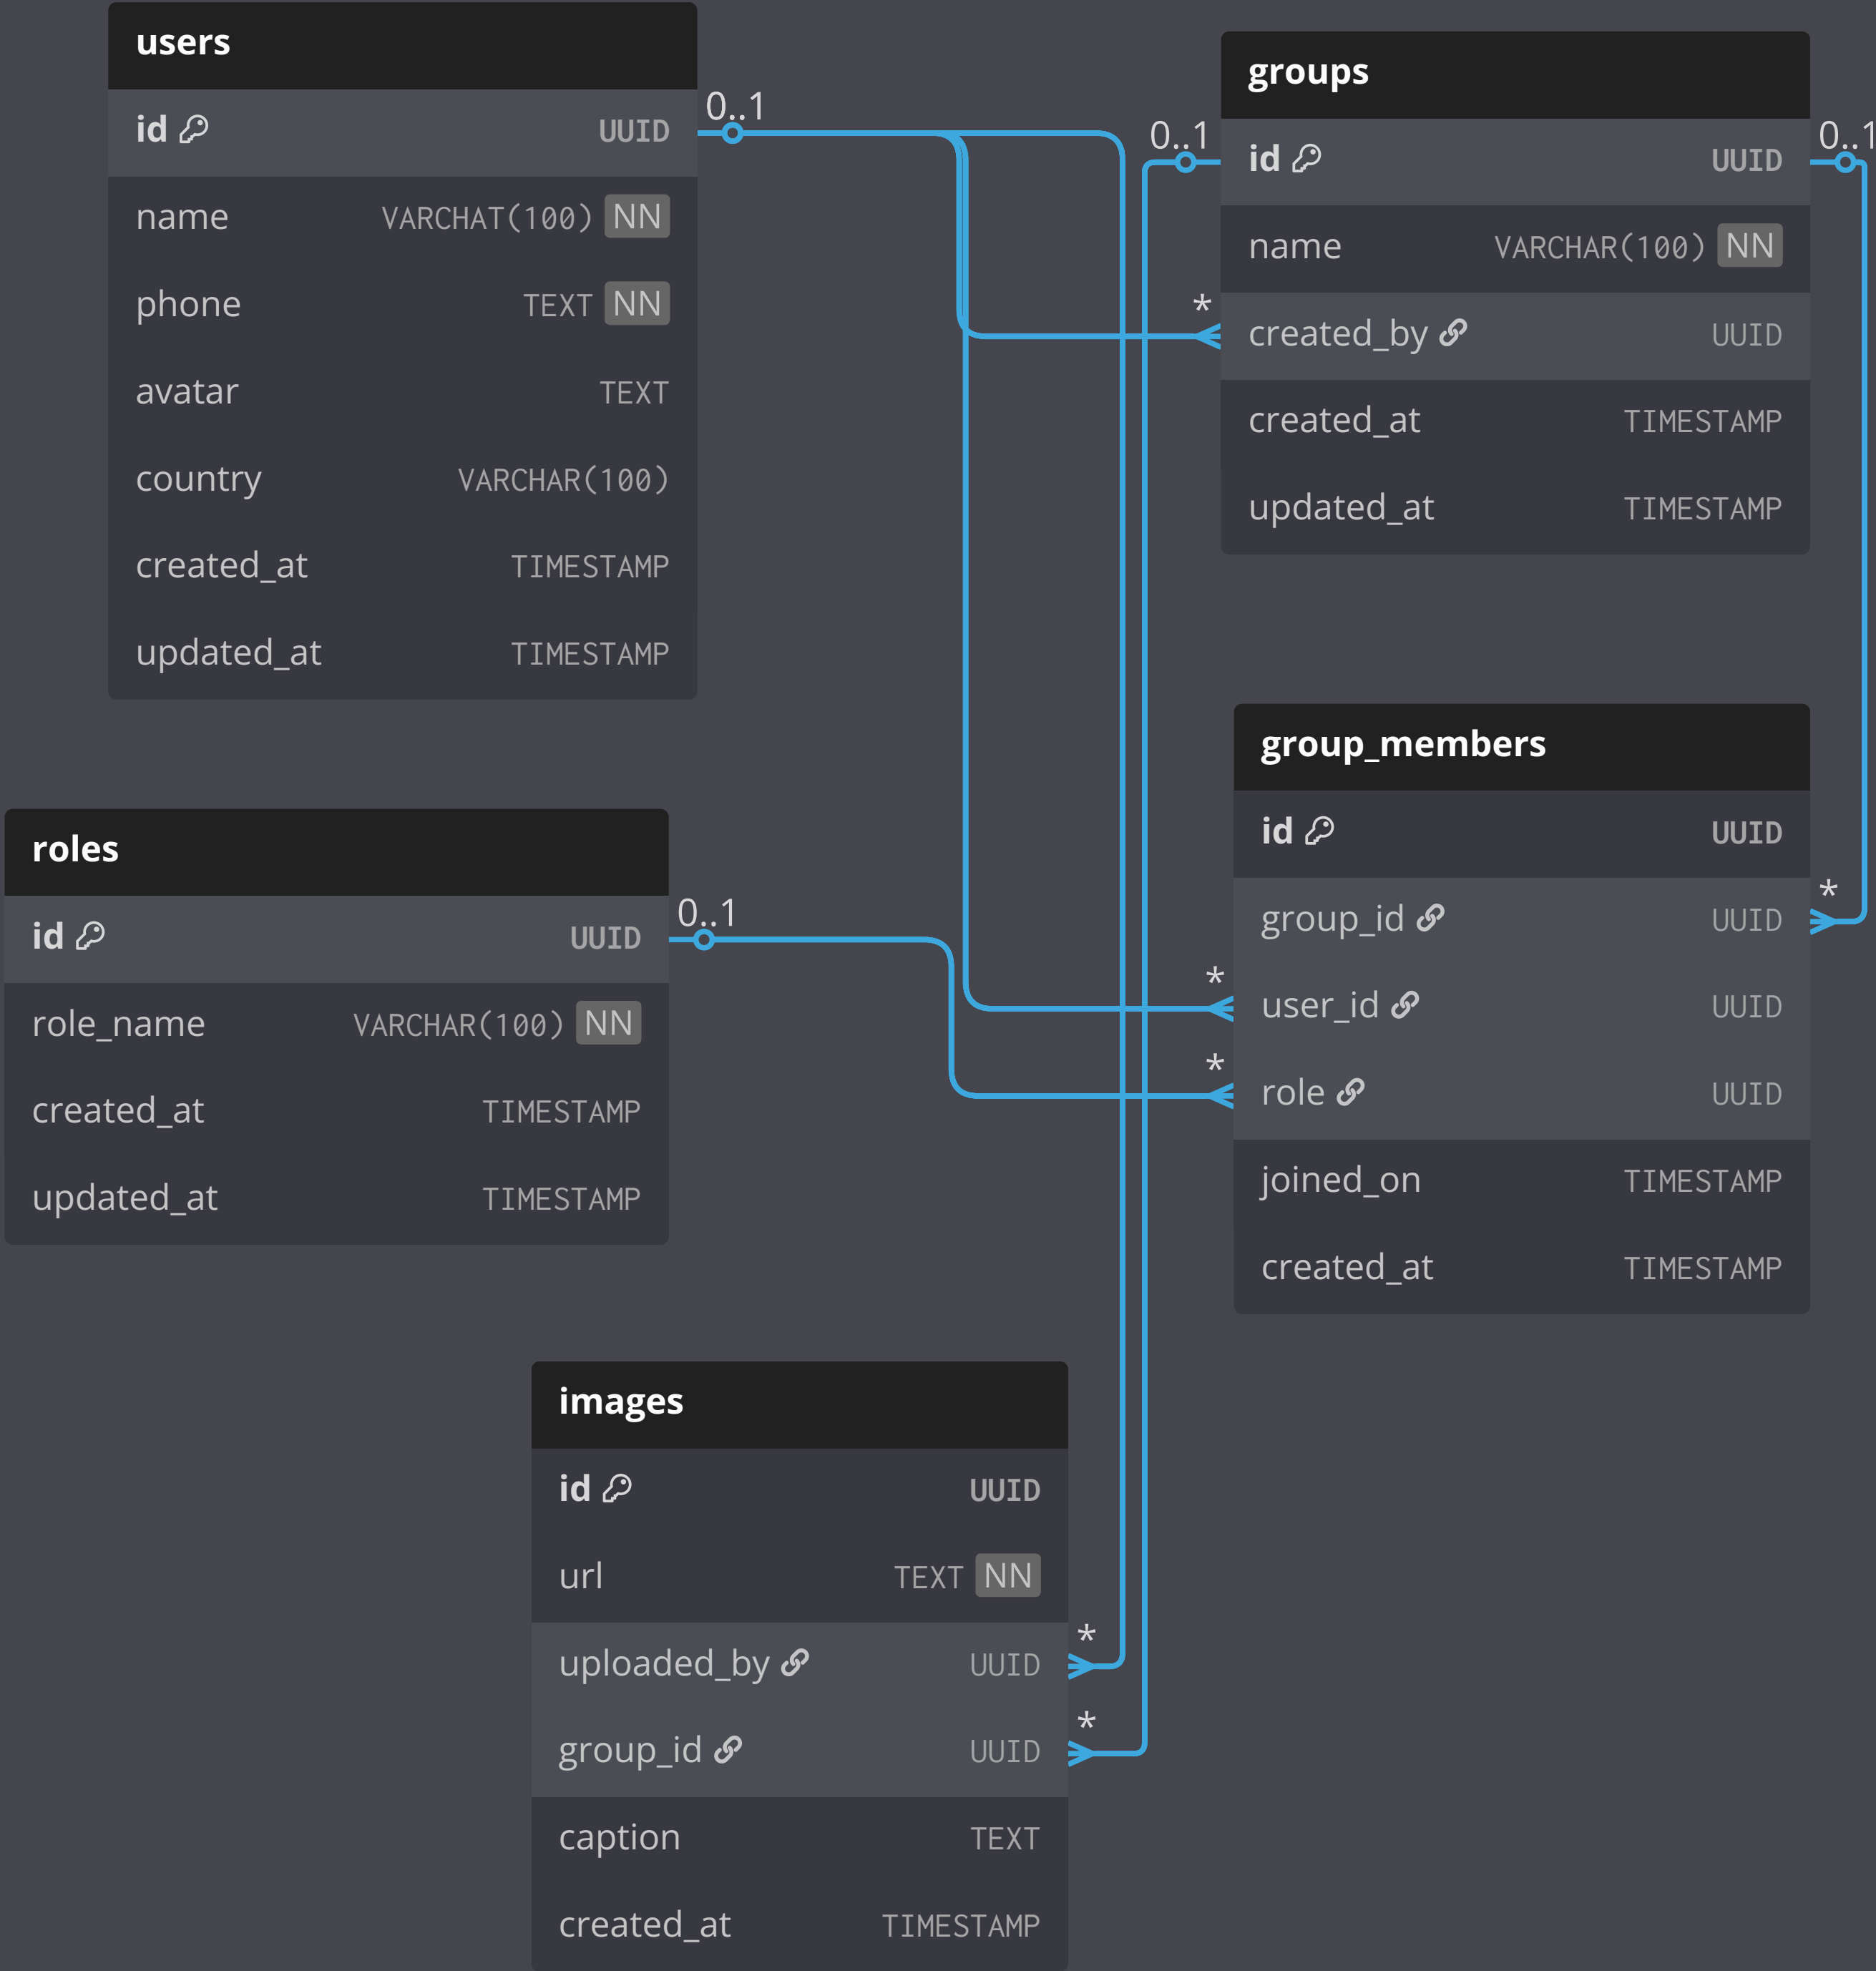 users
id UUID
name VARCHAT(100) NN
phone TEXT NN
avatar TEXT
country VARCHAR(100)
created_at TIMESTAMP
updated_at TIMESTAMP
0..1
groups
0..1
id UUID
0..1
name VARCHAR(100) NN
*
created_by UUID
created_at TIMESTAMP
updated_at TIMESTAMP
group_members
id UUID
*
group_id UUID
*
user_id UUID
*
role UUID
joined_on TIMESTAMP
created_at TIMESTAMP
roles
id UUID
0..1
role_name VARCHAR(100) NN
created_at TIMESTAMP
updated_at TIMESTAMP
images
id UUID
url TEXT NN
*
uploaded_by UUID
*
group_id UUID
caption TEXT
created_at TIMESTAMP